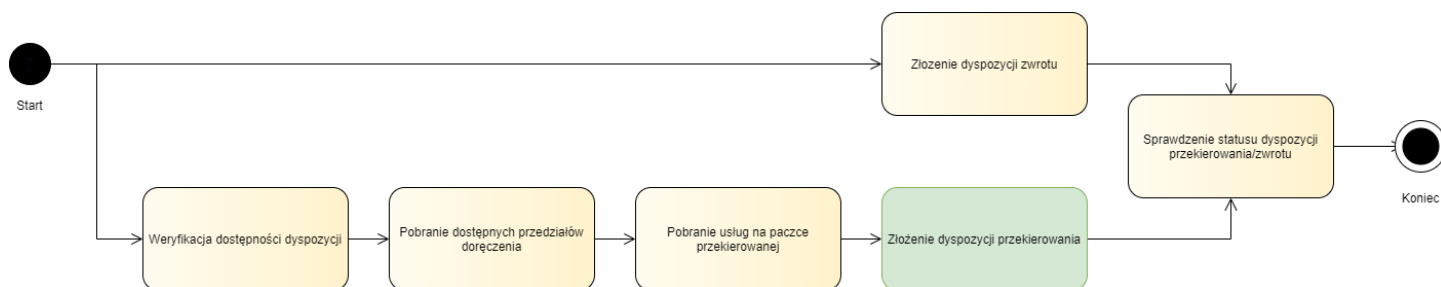 Złozenie dyspozycji zwrotu
Start
Sprawdzenie statusu dyspozycji
przekierowania/zwrotu
Koniec
Weryfikacja dostępności dyspozycji
Pobranie dostępnych przedziałów
doręczenia
Pobranie usług na paczce
przekierowanej
Złożenie dyspozycji przekierowania